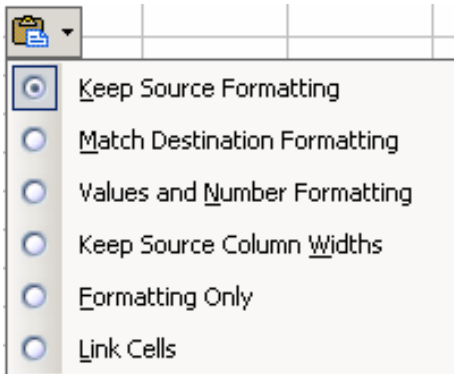 Keep Source Formatting
Match Destination Formatting
Values and Number Formatting
Keep Source Column Widths
Formatting Only
Link Cells